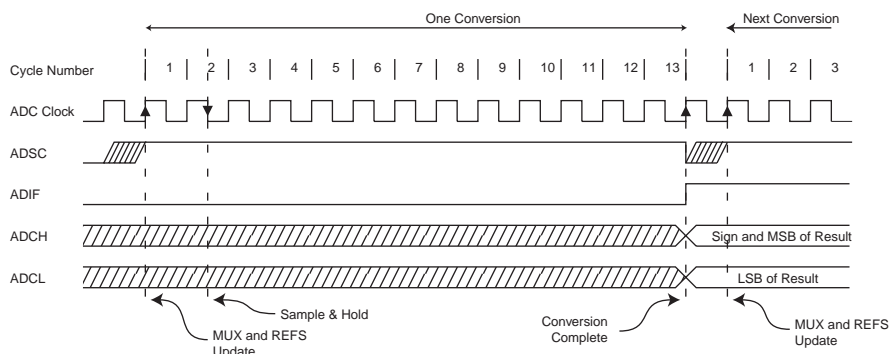 One Conversion
Next Conversion
Cycle Number 1 2 3 4 5 6 7 8 9 10 11 12 13 1 2 3
ADC Clock
ADSC
ADIF
ADCH
Sign and MSB of Result
ADCL
LSB of Result
Sample & Hold
MUX and REFS
Update
Conversion
Complete
MUX and REFS
Update